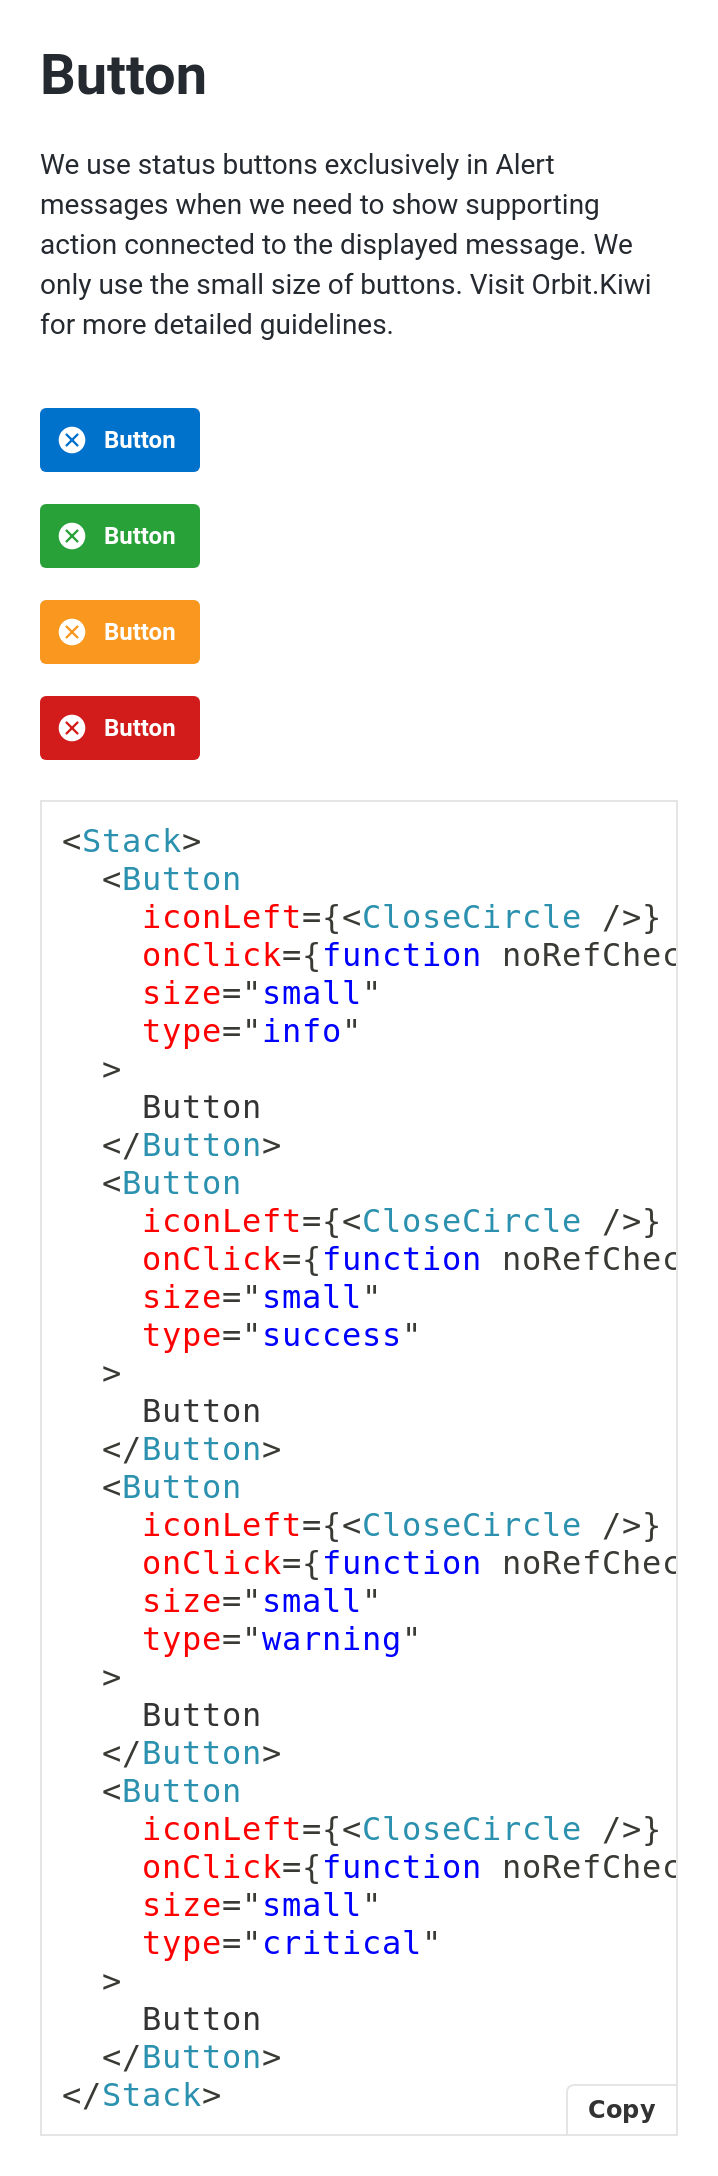 Button
We use status buttons exclusively in Alert
messages when we need to show supporting
action connected to the displayed message. We
only use the small size of buttons. Visit Orbit.Kiwi
for more detailed guidelines.
Button
Button
Button
Button
<Stack>
  <Button
    iconLeft={<CloseCircle />}
    onClick={function noRefChec
    size="small"
    type="info"
  >
    Button
  </Button>
  <Button
    iconLeft={<CloseCircle />}
    onClick={function noRefChec
    size="small"
    type="success"
  >
    Button
  </Button>
  <Button
    iconLeft={<CloseCircle />}
    onClick={function noRefChec
    size="small"
    type="warning"
  >
    Button
  </Button>
  <Button
    iconLeft={<CloseCircle />}
    onClick={function noRefChec
    size="small"
    type="critical"
  >
    Button
  </Button>
</Stack>
Copy